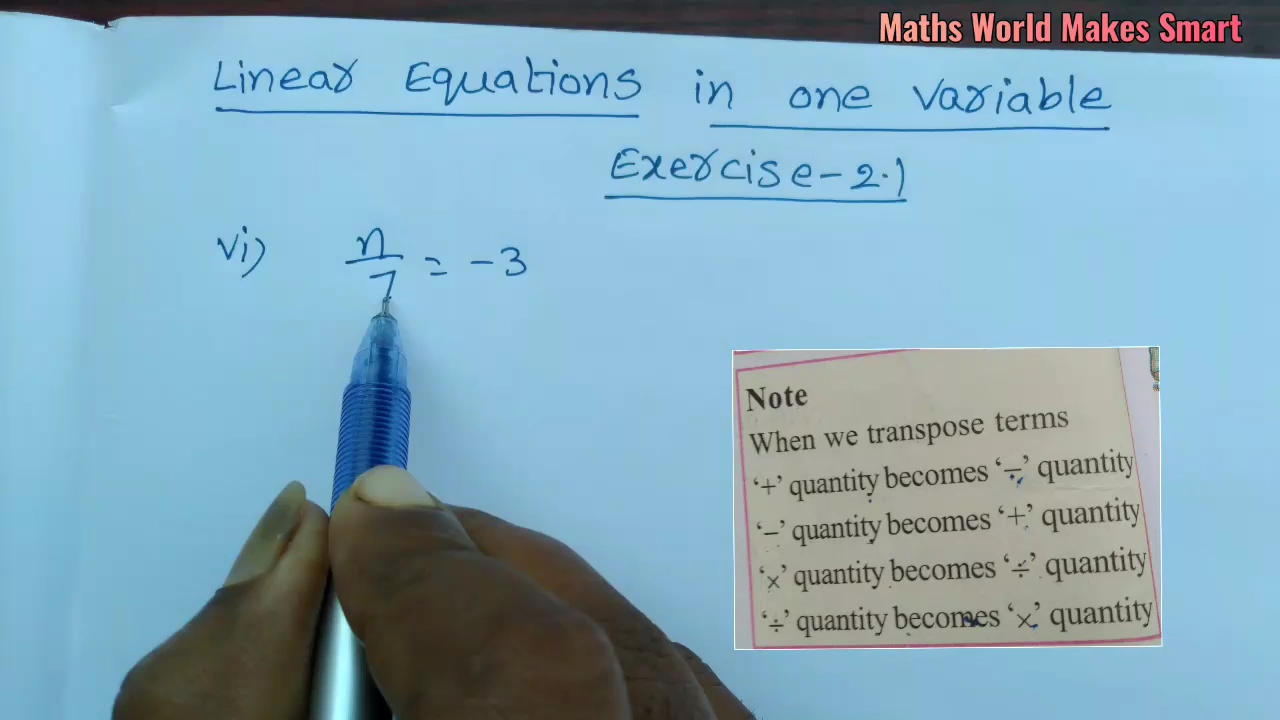 Maths World Makes Smart
Linear Equations in one variable
Exercise-2.1
vi) n/7 = -3
Note
When we transpose terms
‘+’ quantity becomes ‘−’ quantity
‘−’ quantity becomes ‘+’ quantity
‘×’ quantity becomes ‘÷’ quantity
‘÷’ quantity becomes ‘×’ quantity